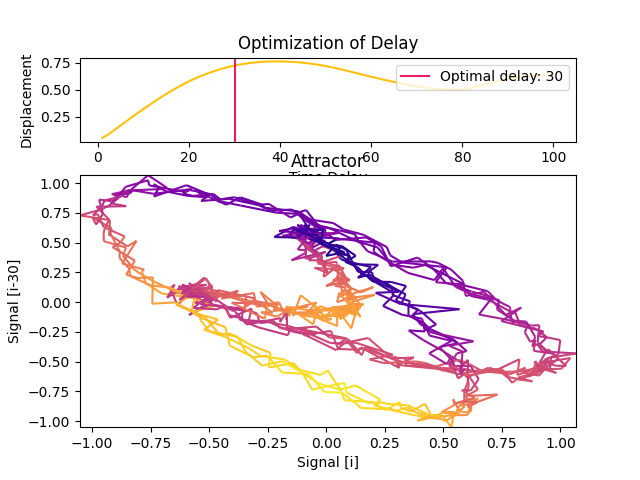 Optimization of Delay
Displacement
0.75
0.50
0.25
Optimal delay: 30
0 20 40 60 80 100
Time Delay
Attractor
Signal [i-30]
1.00
0.75
0.50
0.25
0.00
−0.25
−0.50
−0.75
−1.00
−1.00 −0.75 −0.50 −0.25 0.00 0.25 0.50 0.75 1.00
Signal [i]